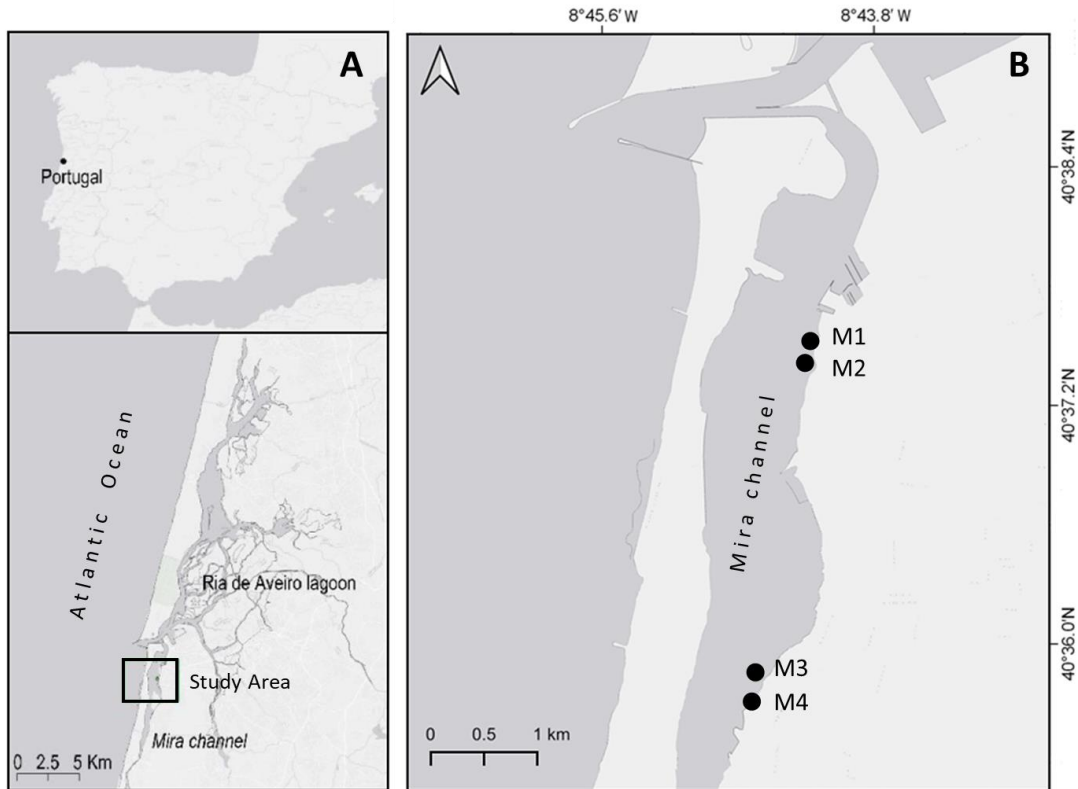 A
Portugal
Atlantic Ocean
Ria de Aveiro lagoon
Study Area
Mira channel
0 2.5 5 Km
8°45.6' W
8°43.8' W
B
40°38.4'N
M1
M2
40°37.2'N
Mira channel
40°36.0'N
M3
M4
0 0.5 1 km